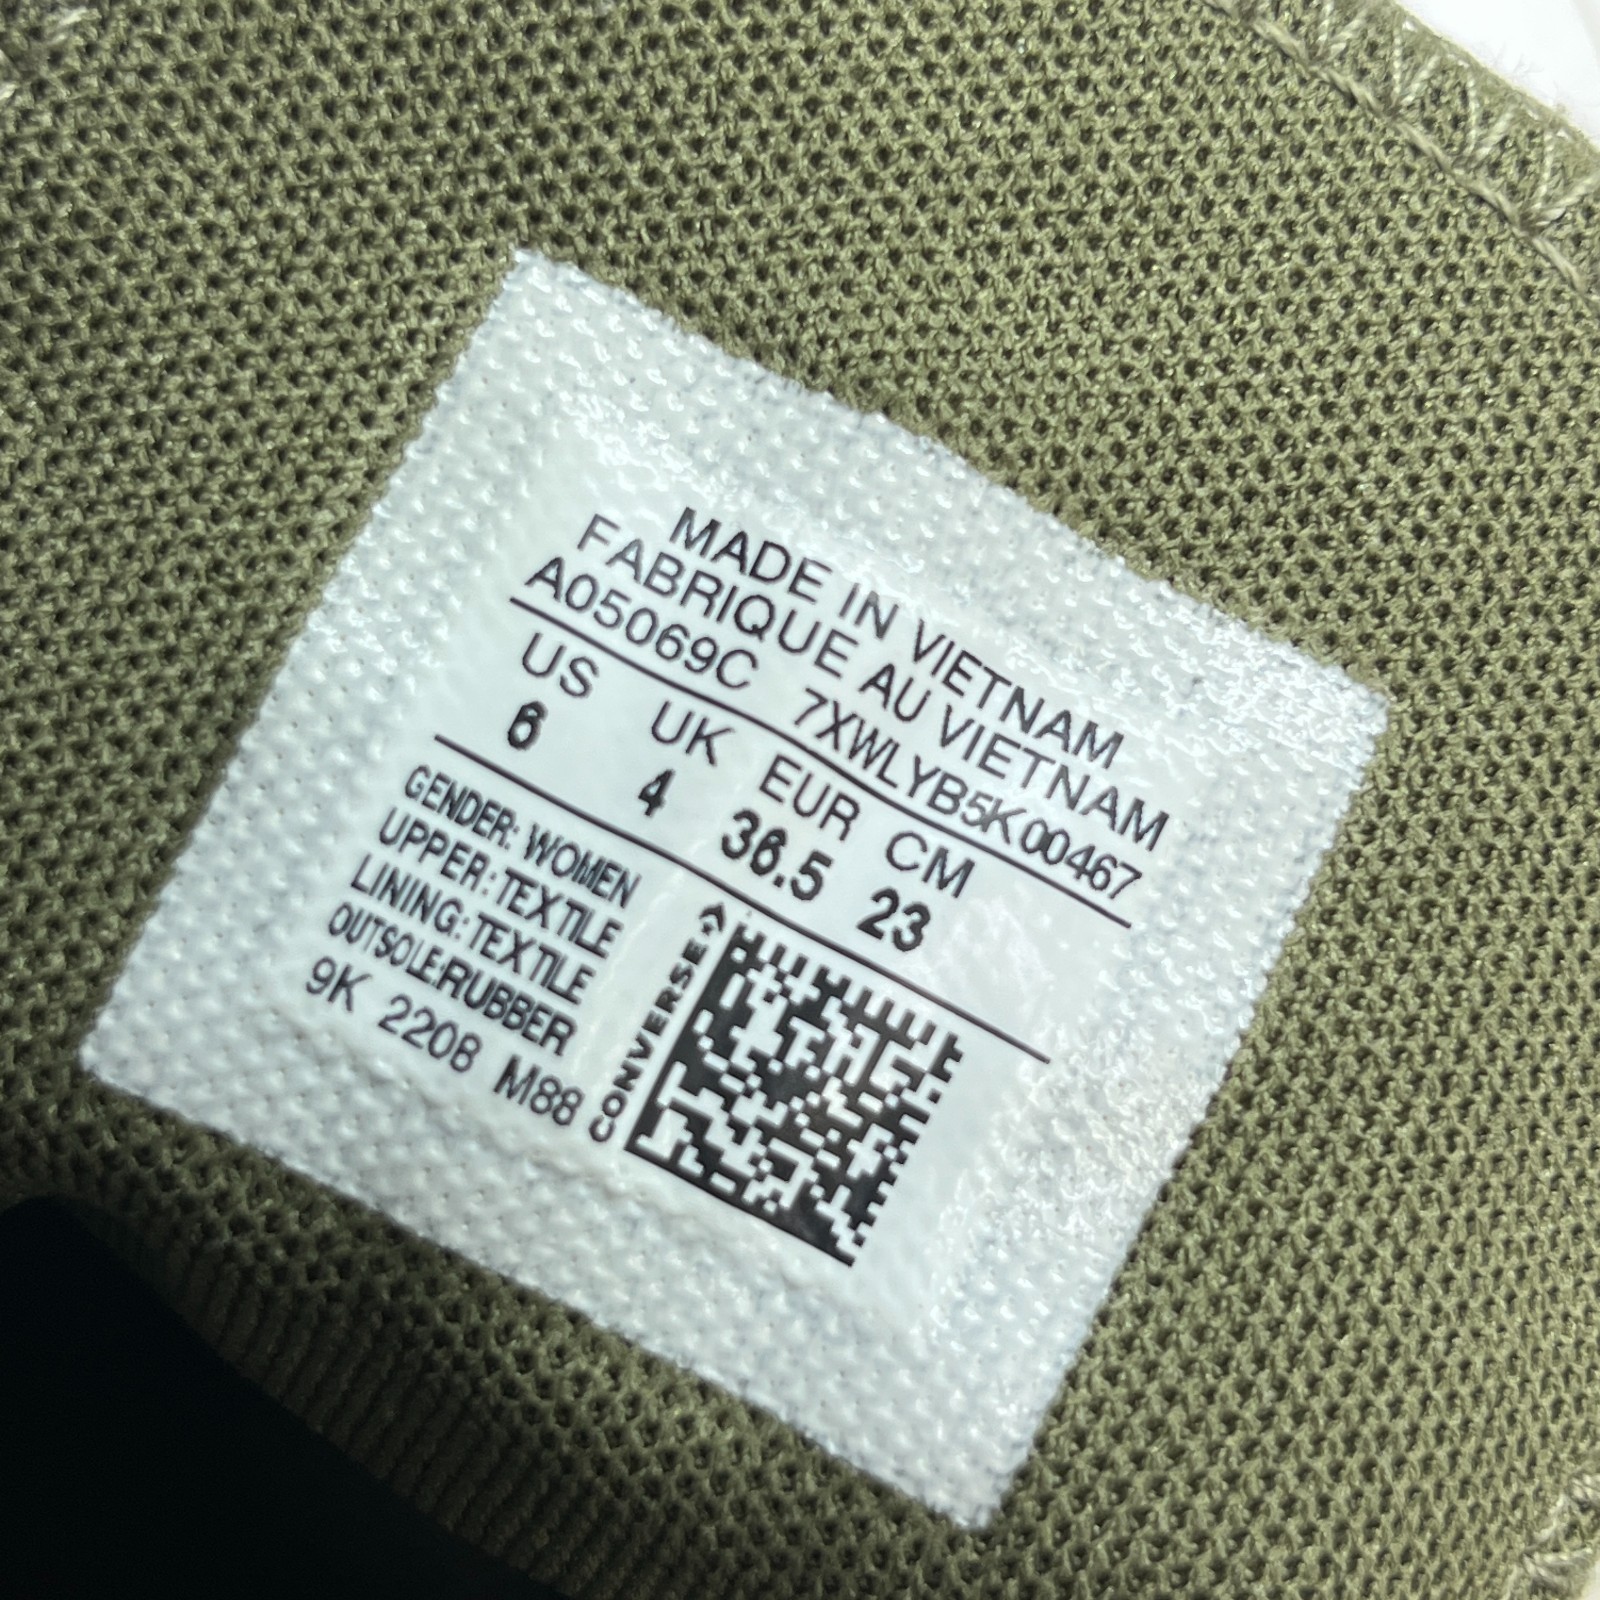 MADE IN VIETNAM
FABRIQUE AU VIETNAM
A05069C 7XWLYB5K00467
US UK EUR CM
6 4 36.5 23
GENDER: WOMEN
UPPER: TEXTILE
LINING: TEXTILE
OUTSOLE:RUBBER
9K 2208 M88
CONVERSE